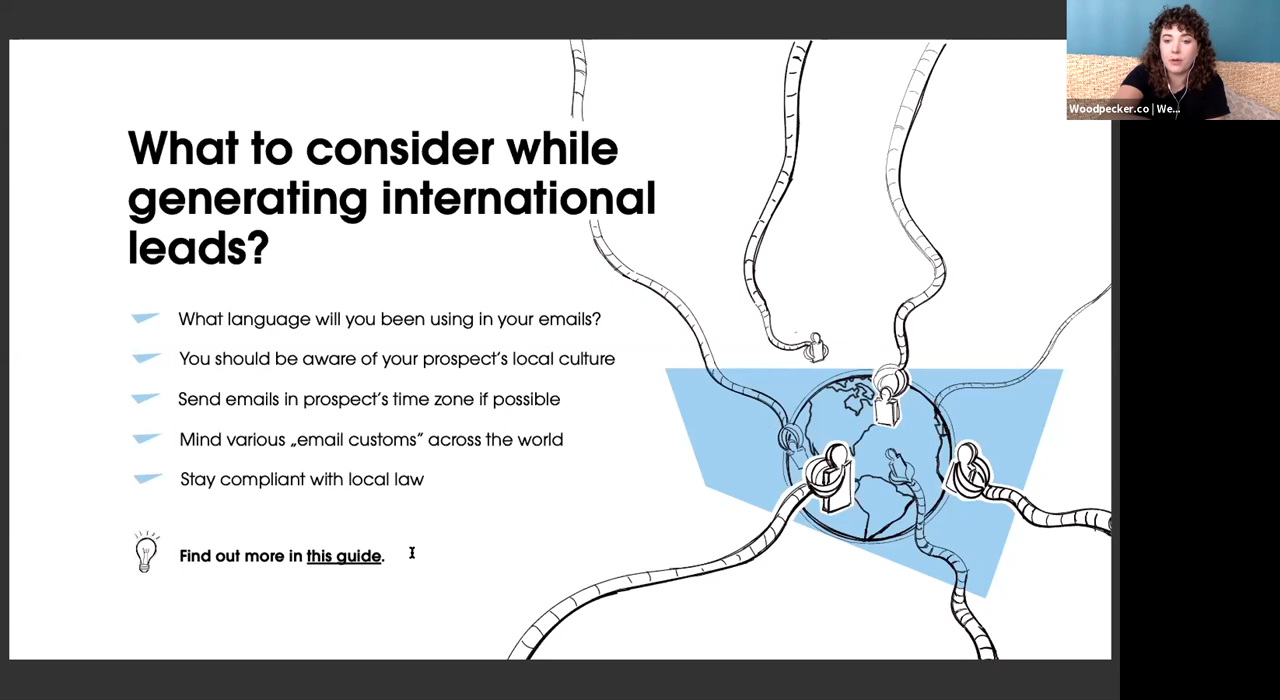 Woodpecker.co | We...
What to consider while
generating international
leads?
What language will you been using in your emails?
You should be aware of your prospect's local culture
Send emails in prospect's time zone if possible
Mind various „email customs” across the world
Stay compliant with local law
Find out more in this guide.